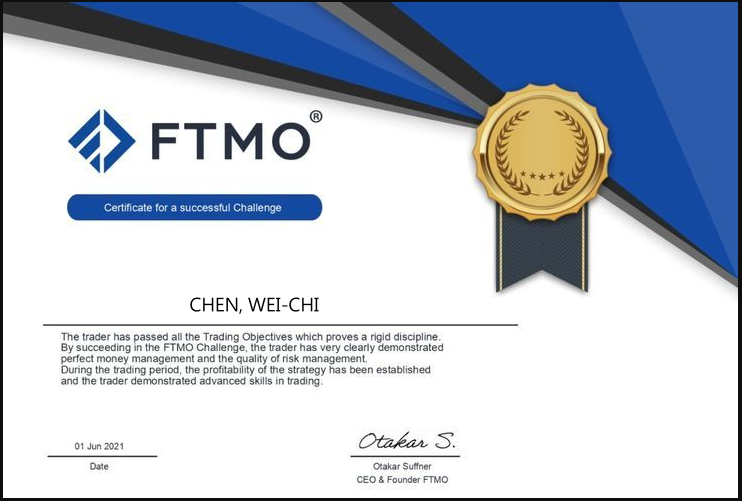 FTMO®
Certificate for a successful Challenge
CHEN, WEI-CHI
The trader has passed all the Trading Objectives which proves a rigid discipline.
By succeeding in the FTMO Challenge, the trader has very clearly demonstrated
perfect money management and the quality of risk management.
During the trading period, the profitability of the strategy has been established
and the trader demonstrated advanced skills in trading.
01 Jun 2021
Date
Otakar S.
Otakar Suffner
CEO & Founder FTMO